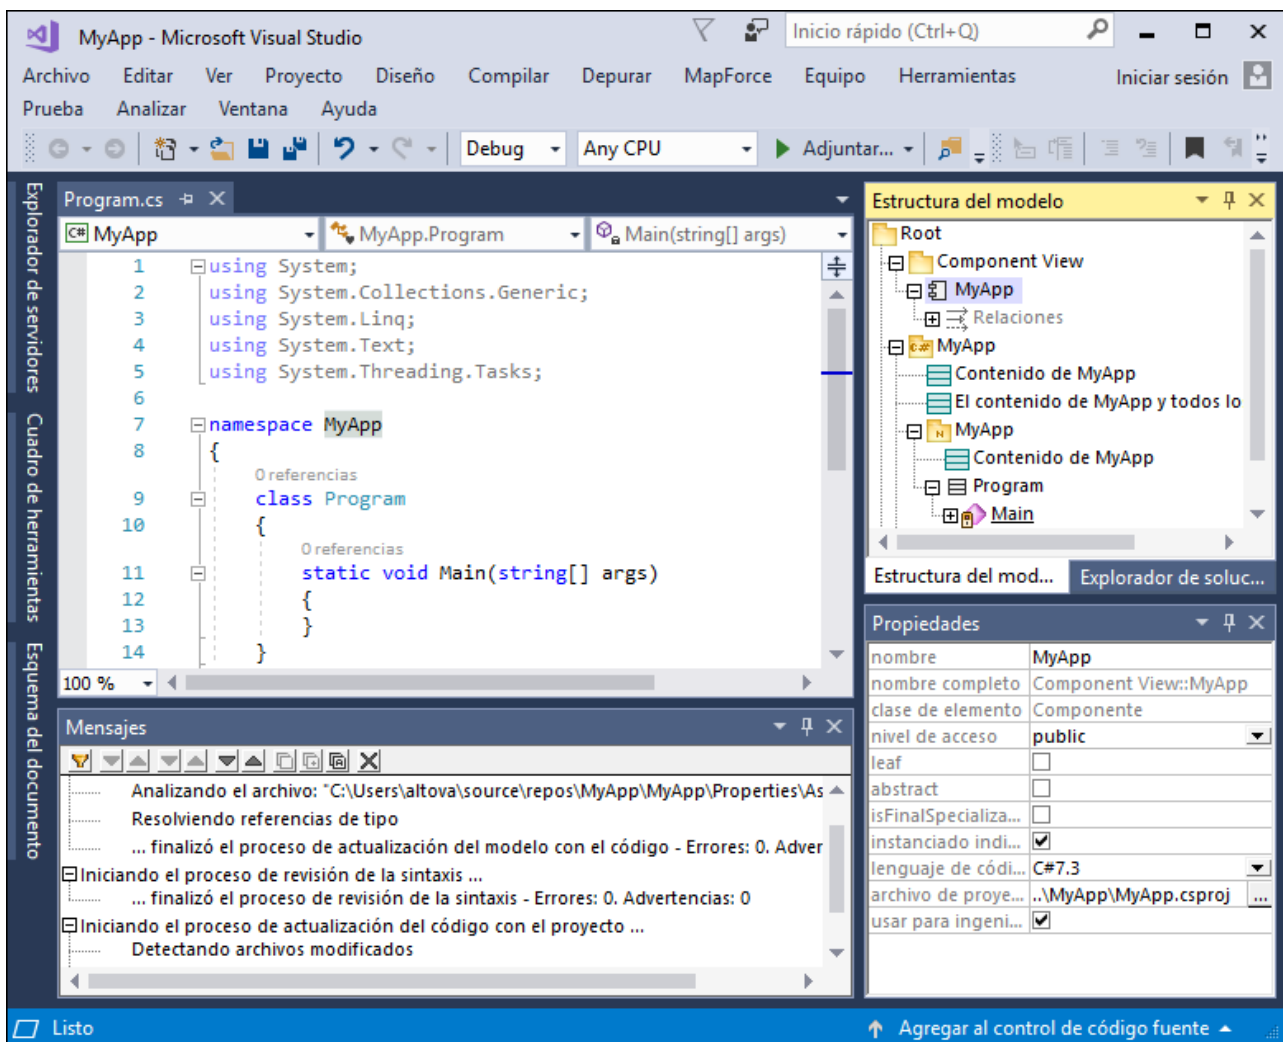 MyApp - Microsoft Visual Studio
Inicio rápido (Ctrl+Q)
Archivo Editar Ver Proyecto Diseño Compilar Depurar MapForce Equipo Herramientas Iniciar sesión
Prueba Analizar Ventana Ayuda
Debug Any CPU Adjuntar...
Explorador de servidores
Cuadro de herramientas
Esquema del documento
Program.cs
C# MyApp MyApp.Program Main(string[] args)
1 using System;
2 using System.Collections.Generic;
3 using System.Linq;
4 using System.Text;
5 using System.Threading.Tasks;
6
7 namespace MyApp
8 {
0 referencias
9 class Program
10 {
0 referencias
11 static void Main(string[] args)
12 {
13 }
14 }
100 %
Mensajes
Analizando el archivo: "C:\Users\altova\source\repos\MyApp\MyApp\Properties\As
Resolviendo referencias de tipo
... finalizó el proceso de actualización del modelo con el código - Errores: 0. Adver
Iniciando el proceso de revisión de la sintaxis ...
... finalizó el proceso de revisión de la sintaxis - Errores: 0. Advertencias: 0
Iniciando el proceso de actualización del código con el proyecto ...
Detectando archivos modificados
Estructura del modelo
Root
Component View
MyApp
Relaciones
C# MyApp
Contenido de MyApp
El contenido de MyApp y todos lo
N MyApp
Contenido de MyApp
Program
Main
Estructura del mod... Explorador de soluc...
Propiedades
nombre MyApp
nombre completo Component View::MyApp
clase de elemento Componente
nivel de acceso public
leaf
abstract
isFinalSpecializa...
instanciado indi...
lenguaje de códi... C#7.3
archivo de proye... ..\MyApp\MyApp.csproj ...
usar para ingeni...
Listo
Agregar al control de código fuente